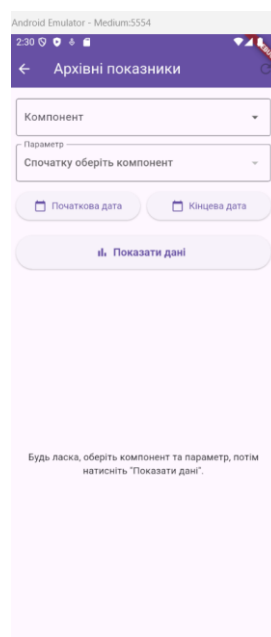 Android Emulator - Medium:5554
2:30
Архівні показники
Компонент
Параметр
Спочатку оберіть компонент
Початкова дата
Кінцева дата
Показати дані
Будь ласка, оберіть компонент та параметр, потім
натисніть "Показати дані".